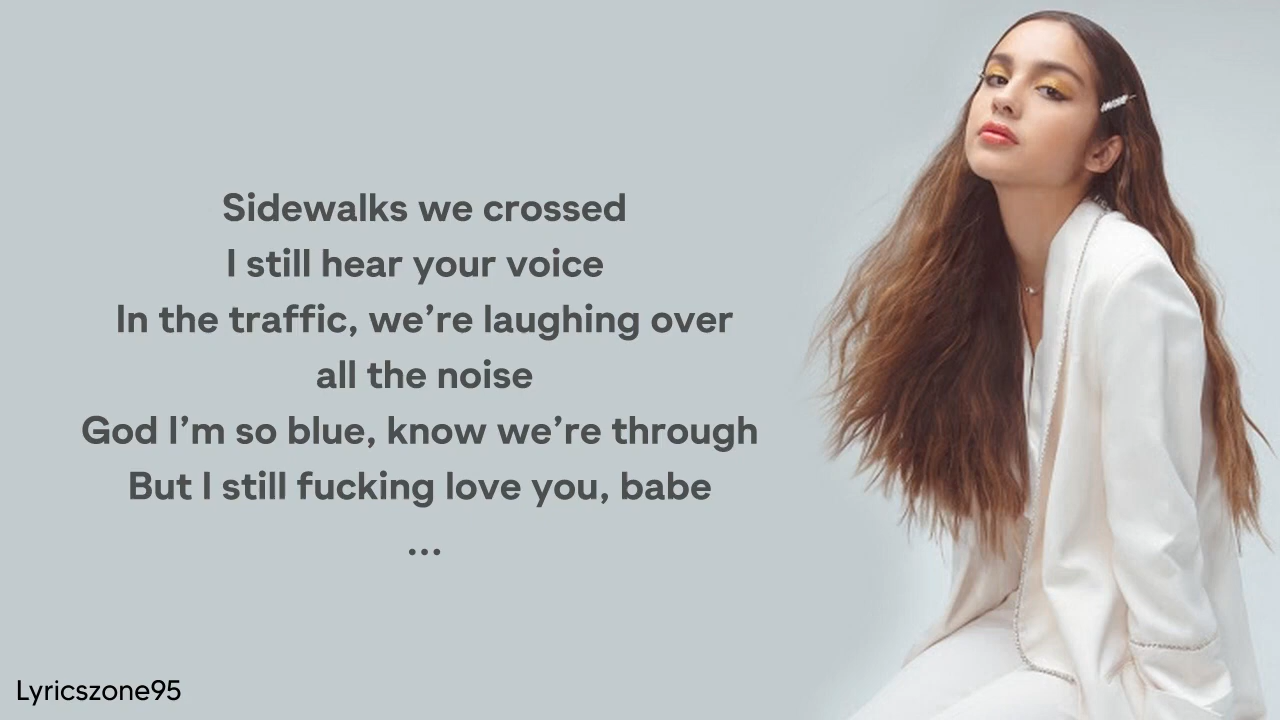 Sidewalks we crossed
I still hear your voice
In the traffic, we’re laughing over
all the noise
God I’m so blue, know we’re through
But I still fucking love you, babe
...
Lyricszone95